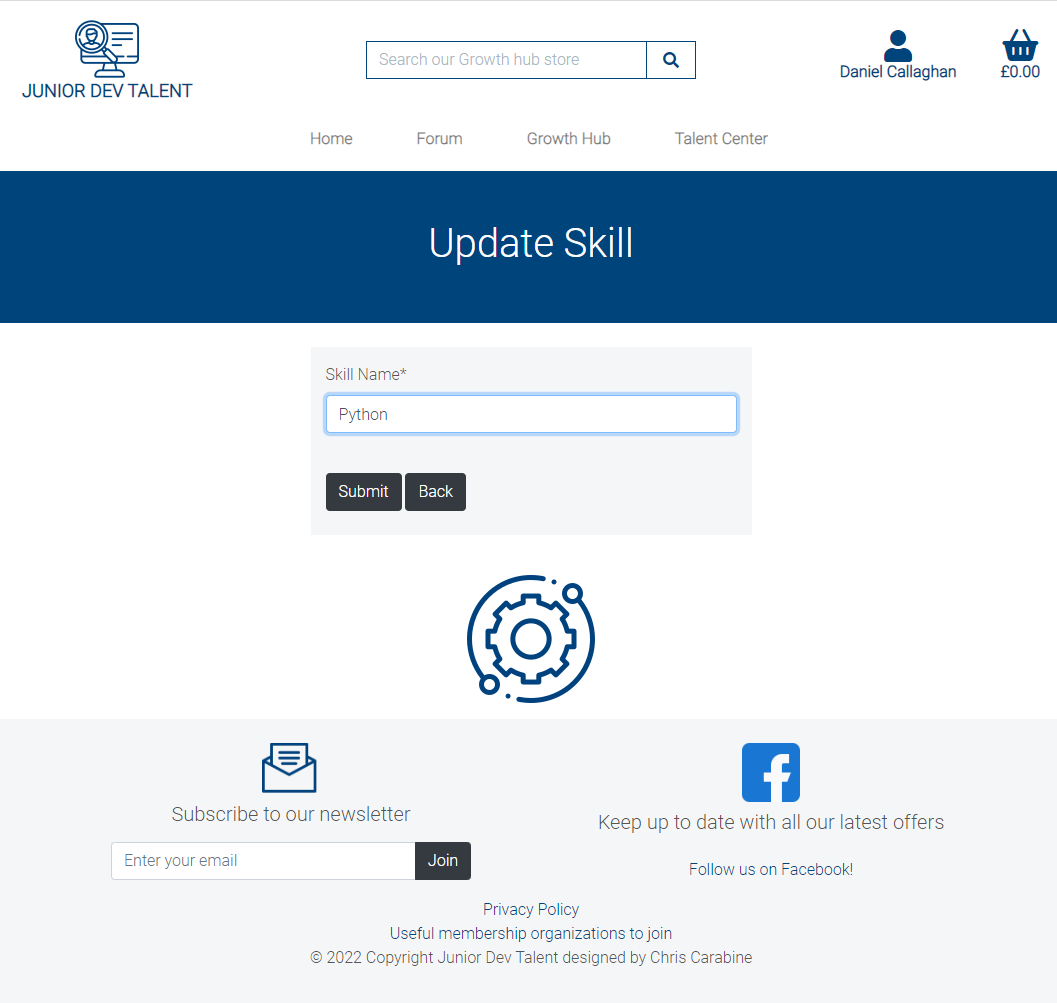 JUNIOR DEV TALENT
Search our Growth hub store
Daniel Callaghan
£0.00
Home
Forum
Growth Hub
Talent Center
Update Skill
Skill Name*
Python
Submit
Back
Subscribe to our newsletter
Enter your email
Join
Keep up to date with all our latest offers
Follow us on Facebook!
Privacy Policy
Useful membership organizations to join
© 2022 Copyright Junior Dev Talent designed by Chris Carabine